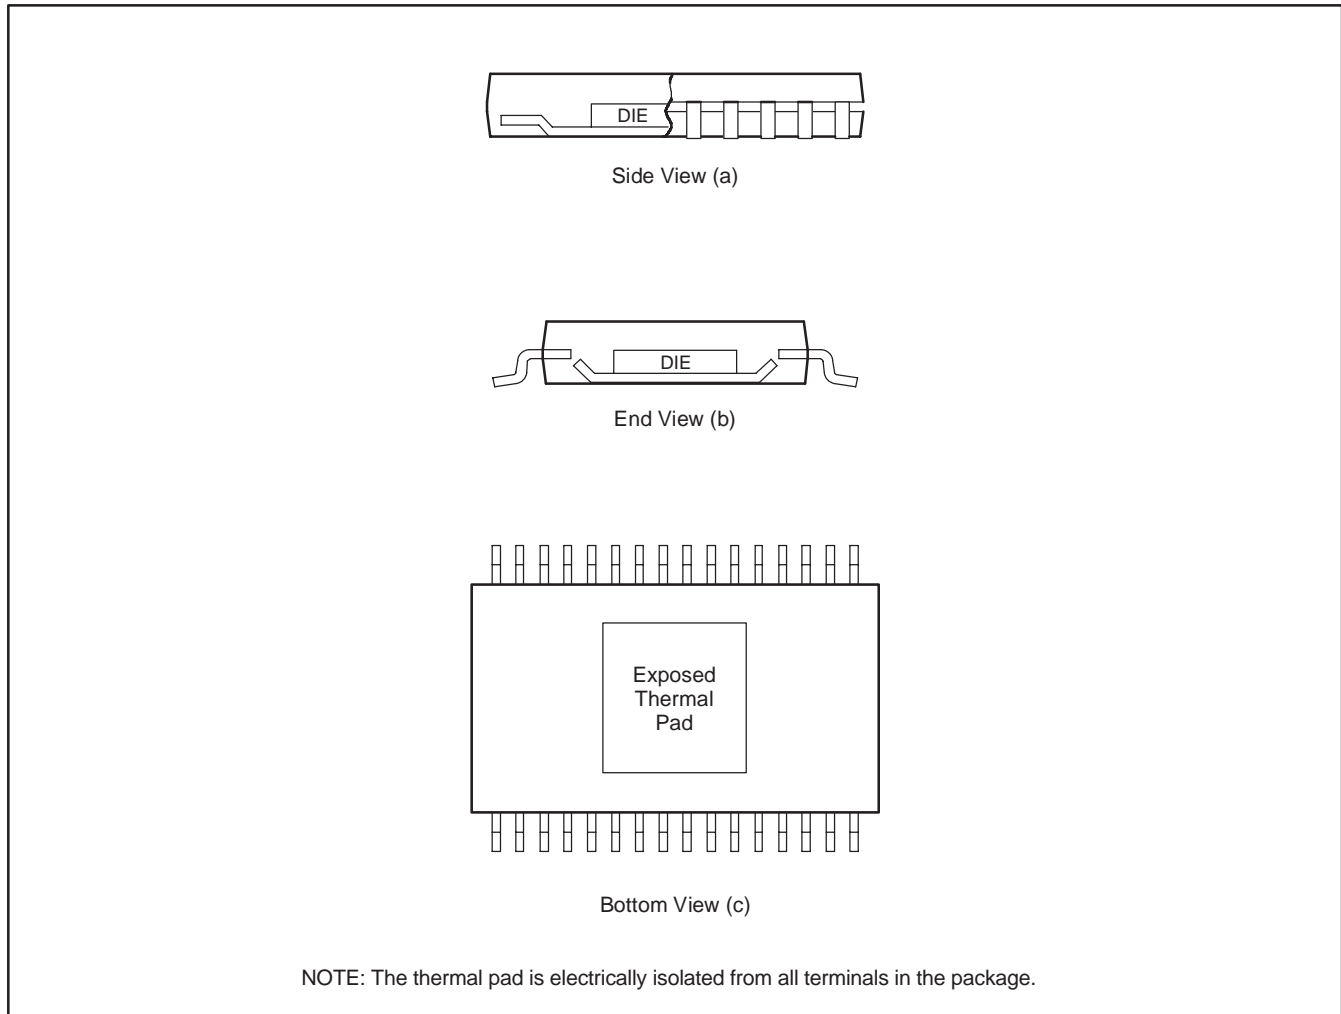 DIE
Side View (a)
DIE
End View (b)
Exposed
Thermal
Pad
Bottom View (c)
NOTE: The thermal pad is electrically isolated from all terminals in the package.